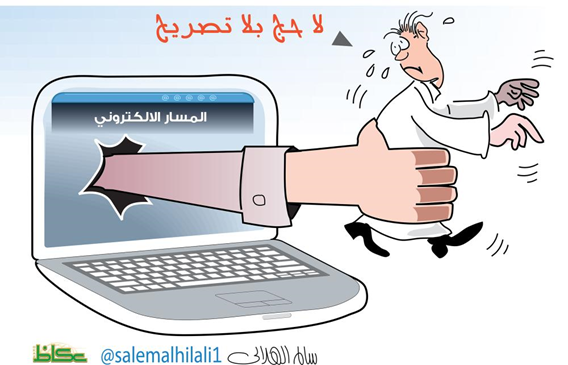 لا حج بلا تصريح
المسار الالكتروني
عكاظ @salemalhilali1 سالم الهلالي